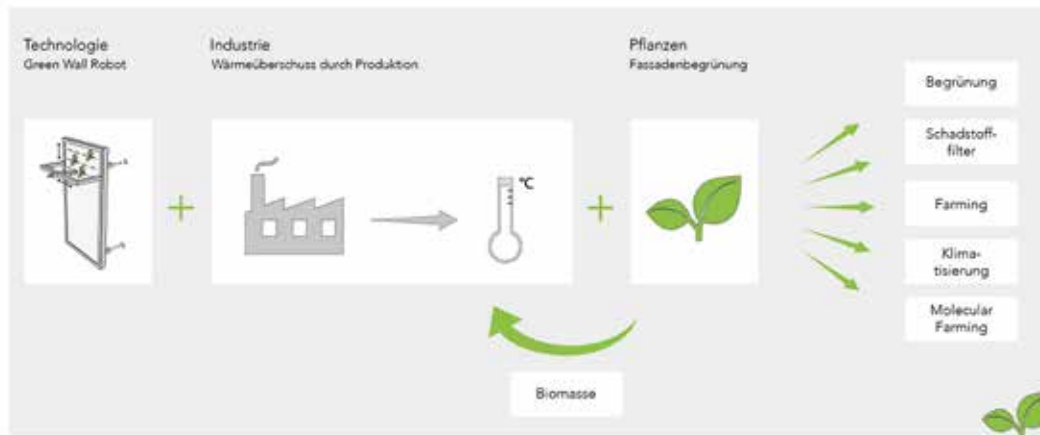 Technologie
Green Wall Robot
Industrie
Wärmeüberschuss durch Produktion
Pflanzen
Fassadenbegrünung
°C
Begrünung
Schadstoff-
filter
Farming
Klima-
tisierung
Molecular
Farming
Biomasse